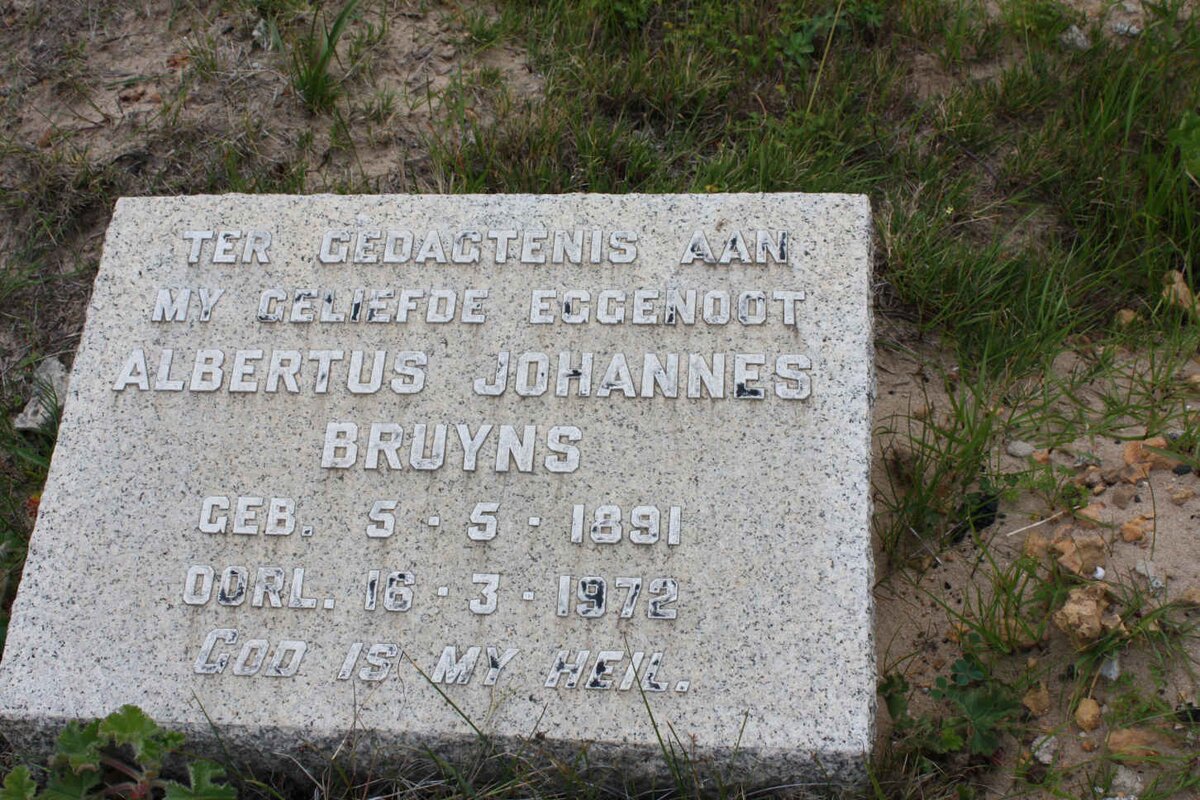 TER GEDAGTENIS AAN
MY GELIEFDE EGGENOOT
ALBERTUS JOHANNES
BRUYNS
GEB. 5 · 5 · 1891
OORL. 16 · 3 · 1972
GOD IS MY HEIL.